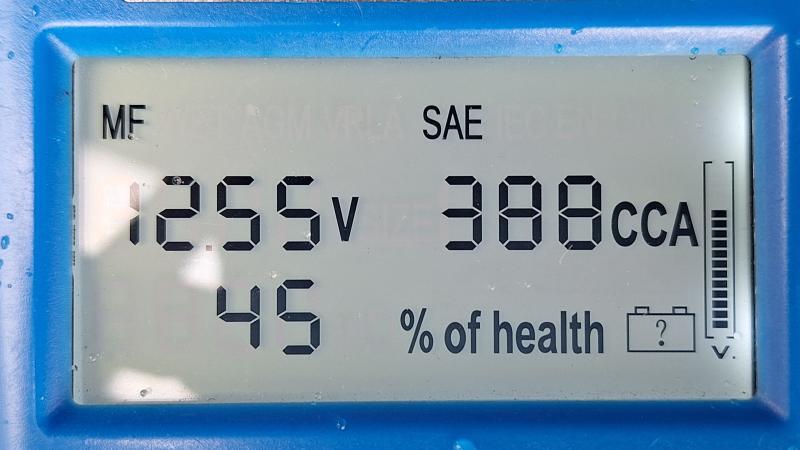 MF SAE
12.55V 388CCA
45 % of health ?